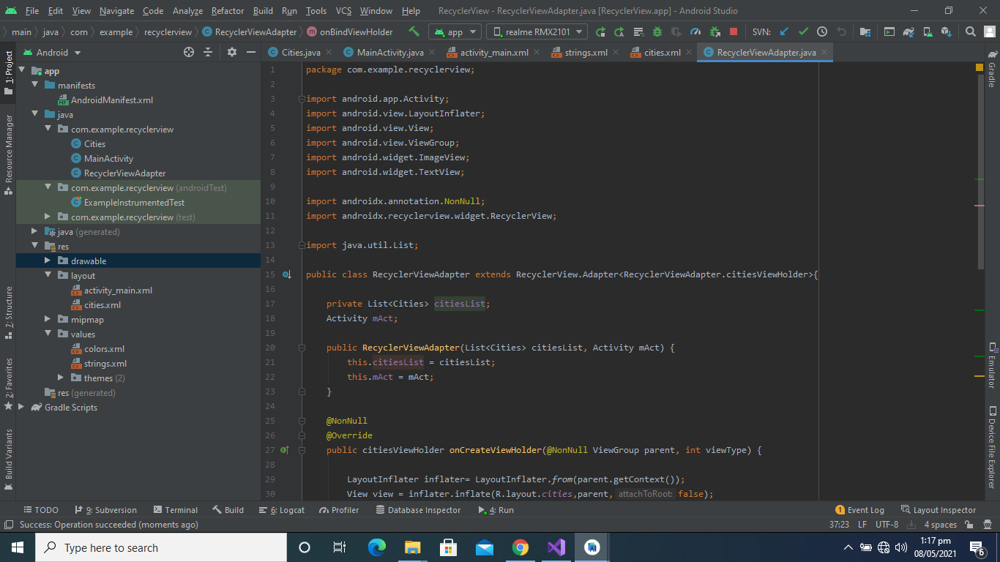 File Edit View Navigate Code Analyze Refactor Build Run Tools VCS Window Help RecyclerView - RecyclerViewAdapter.java [RecyclerView.app] - Android Studio
main java com example recyclerview RecyclerViewAdapter onBindViewHolder app realme RMX2101 SVN:
Android
Cities.java MainActivity.java activity_main.xml strings.xml cities.xml RecyclerViewAdapter.java
1: Project
Resource Manager
7: Structure
2: Favorites
Build Variants
app
manifests
AndroidManifest.xml
java
com.example.recyclerview
Cities
MainActivity
RecyclerViewAdapter
com.example.recyclerview (androidTest)
ExampleInstrumentedTest
com.example.recyclerview (test)
java (generated)
res
drawable
layout
activity_main.xml
cities.xml
mipmap
values
colors.xml
strings.xml
themes (2)
res (generated)
Gradle Scripts
1 package com.example.recyclerview;
2
3 import android.app.Activity;
4 import android.view.LayoutInflater;
5 import android.view.View;
6 import android.view.ViewGroup;
7 import android.widget.ImageView;
8 import android.widget.TextView;
9
10 import androidx.annotation.NonNull;
11 import androidx.recyclerview.widget.RecyclerView;
12
13 import java.util.List;
14
15 public class RecyclerViewAdapter extends RecyclerView.Adapter<RecyclerViewAdapter.citiesViewHolder>{
16
17 private List<Cities> citiesList;
18 Activity mAct;
19
20 public RecyclerViewAdapter(List<Cities> citiesList, Activity mAct) {
21 this.citiesList = citiesList;
22 this.mAct = mAct;
23 }
24
25 @NonNull
26 @Override
27 public citiesViewHolder onCreateViewHolder(@NonNull ViewGroup parent, int viewType) {
28
29 LayoutInflater inflater= LayoutInflater.from(parent.getContext());
30 View view = inflater.inflate(R.layout.cities,parent, attachToRoot: false);
Gradle
Emulator
Device File Explorer
TODO 9: Subversion Terminal Build 6: Logcat Profiler Database Inspector 4: Run 1 Event Log Layout Inspector
Success: Operation succeeded (moments ago) 37:23 LF UTF-8 4 spaces
Type here to search
1:17 pm
08/05/2021
6